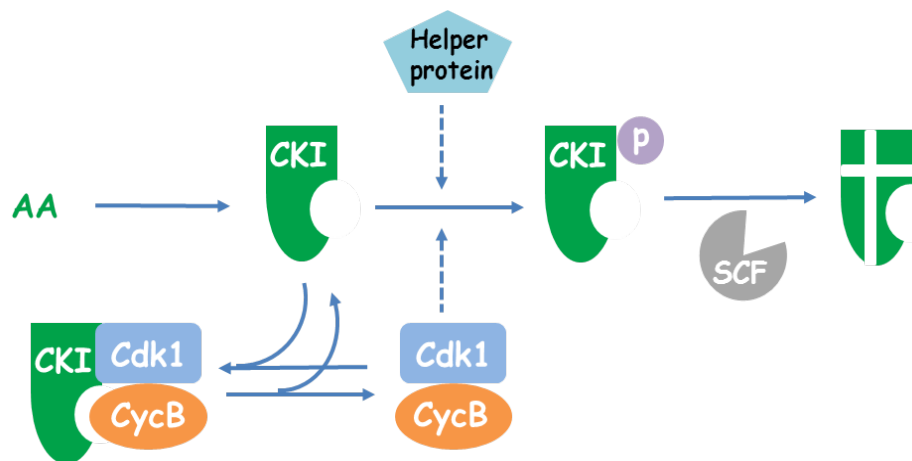 Helper
protein
CKI
CKI
p
AA
SCF
CKI
Cdk1
Cdk1
CycB
CycB